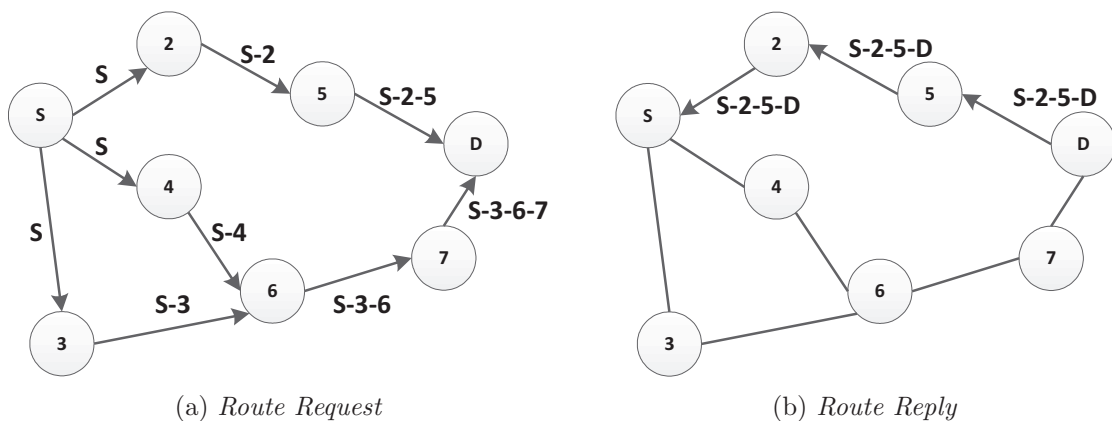 2
S-2
S
5
S-2-5
S
S
D
4
S
S-4
S-3-6-7
7
6
S-3
S-3-6
3
(a) Route Request
2
S-2-5-D
5
S-2-5-D
S
S-2-5-D
D
4
7
6
3
(b) Route Reply